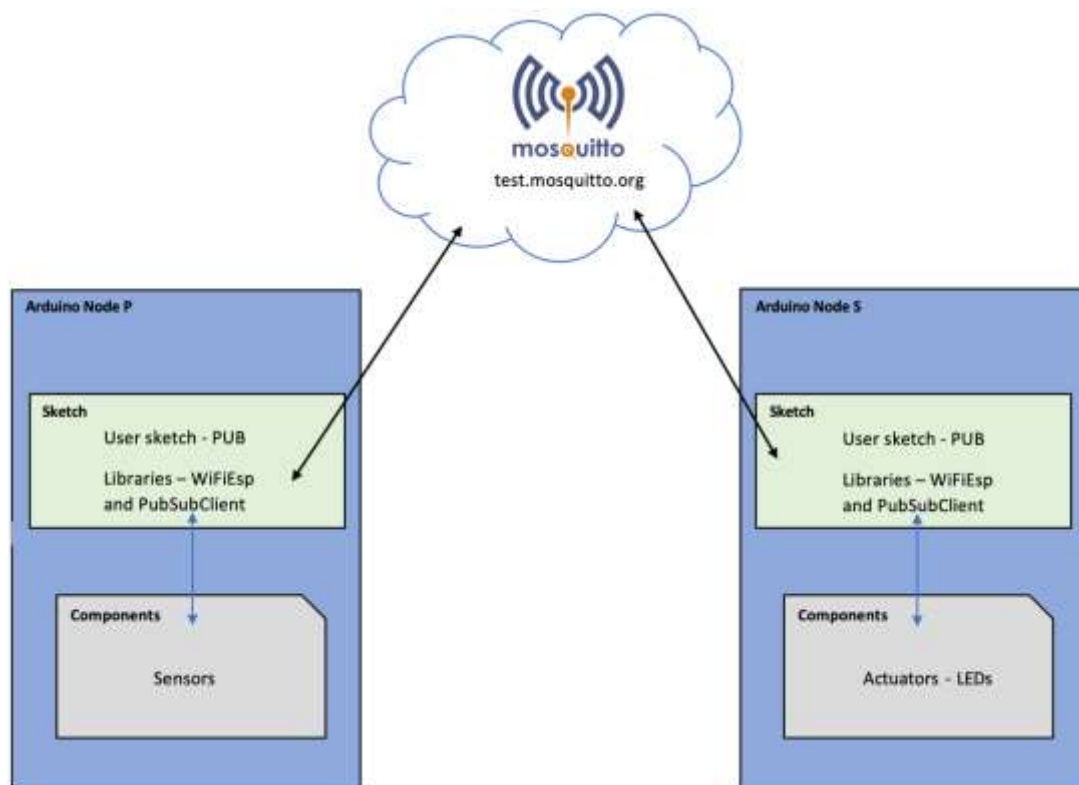 mosquitto
test.mosquitto.org
Arduino Node P
Sketch
User sketch - PUB
Libraries – WiFiEsp
and PubSubClient
Components
Sensors
Arduino Node S
Sketch
User sketch - PUB
Libraries – WiFiEsp
and PubSubClient
Components
Actuators - LEDs